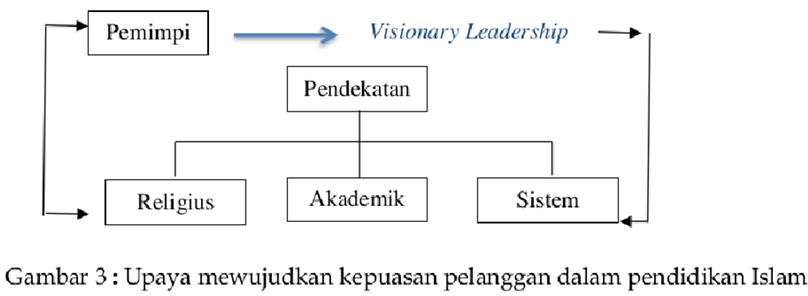 Pemimpi
Visionary Leadership
Pendekatan
Religius
Akademik
Sistem
Gambar 3 : Upaya mewujudkan kepuasan pelanggan dalam pendidikan Islam